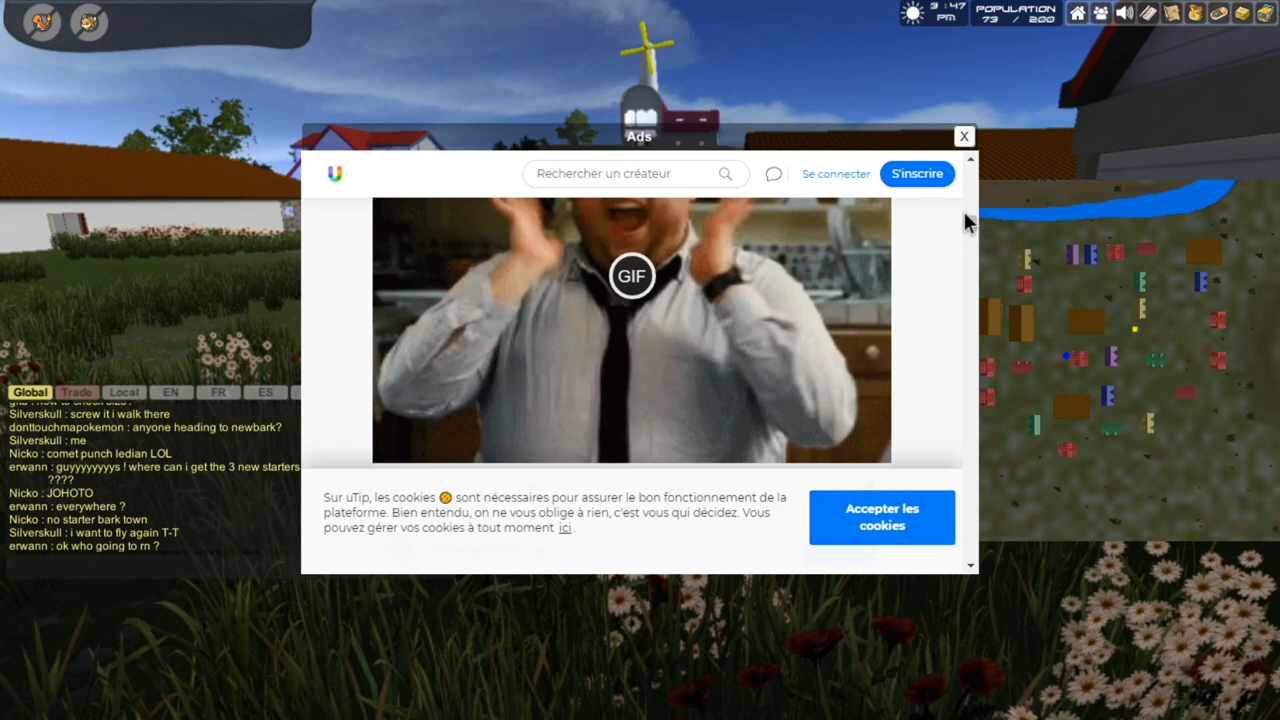 3 : 47
PM
POPULATION
73 / 200
Ads
X
Rechercher un créateur
Se connecter
S'inscrire
GIF
Global
Trade
Local
EN
FR
ES
Silverskull : screw it i walk there
donttouchmapokemon : anyone heading to newbark?
Silverskull : me
Nicko : comet punch ledian LOL
erwann : guyyyyyyys ! where can i get the 3 new starters
????
Nicko : JOHOTO
erwann : everywhere ?
Nicko : no starter bark town
Silverskull : i want to fly again T-T
erwann : ok who going to rn ?
Sur uTip, les cookies 🍪 sont nécessaires pour assurer le bon fonctionnement de la
plateforme. Bien entendu, on ne vous oblige à rien, c'est vous qui décidez. Vous
pouvez gérer vos cookies à tout moment ici .
Accepter les
cookies